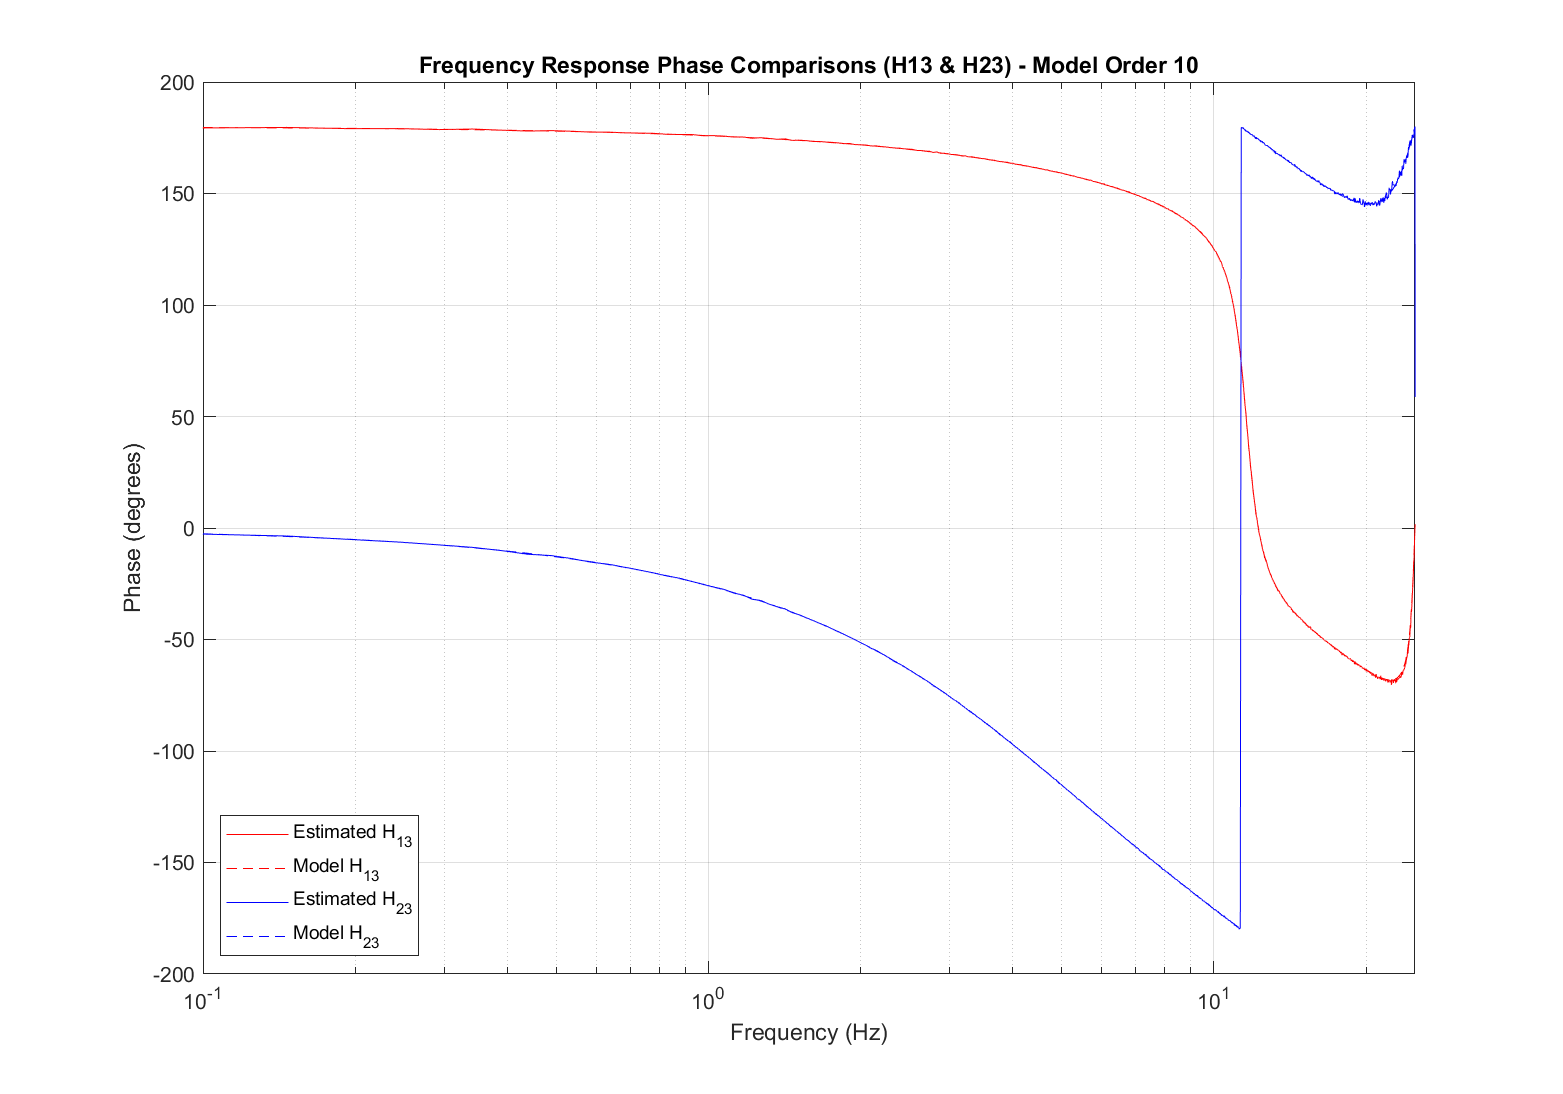 Frequency Response Phase Comparisons (H13 & H23) - Model Order 10
200
150
100
50
0
-50
-100
-150
-200
Phase (degrees)
Estimated H13
Model H13
Estimated H23
Model H23
10-1
100
101
Frequency (Hz)